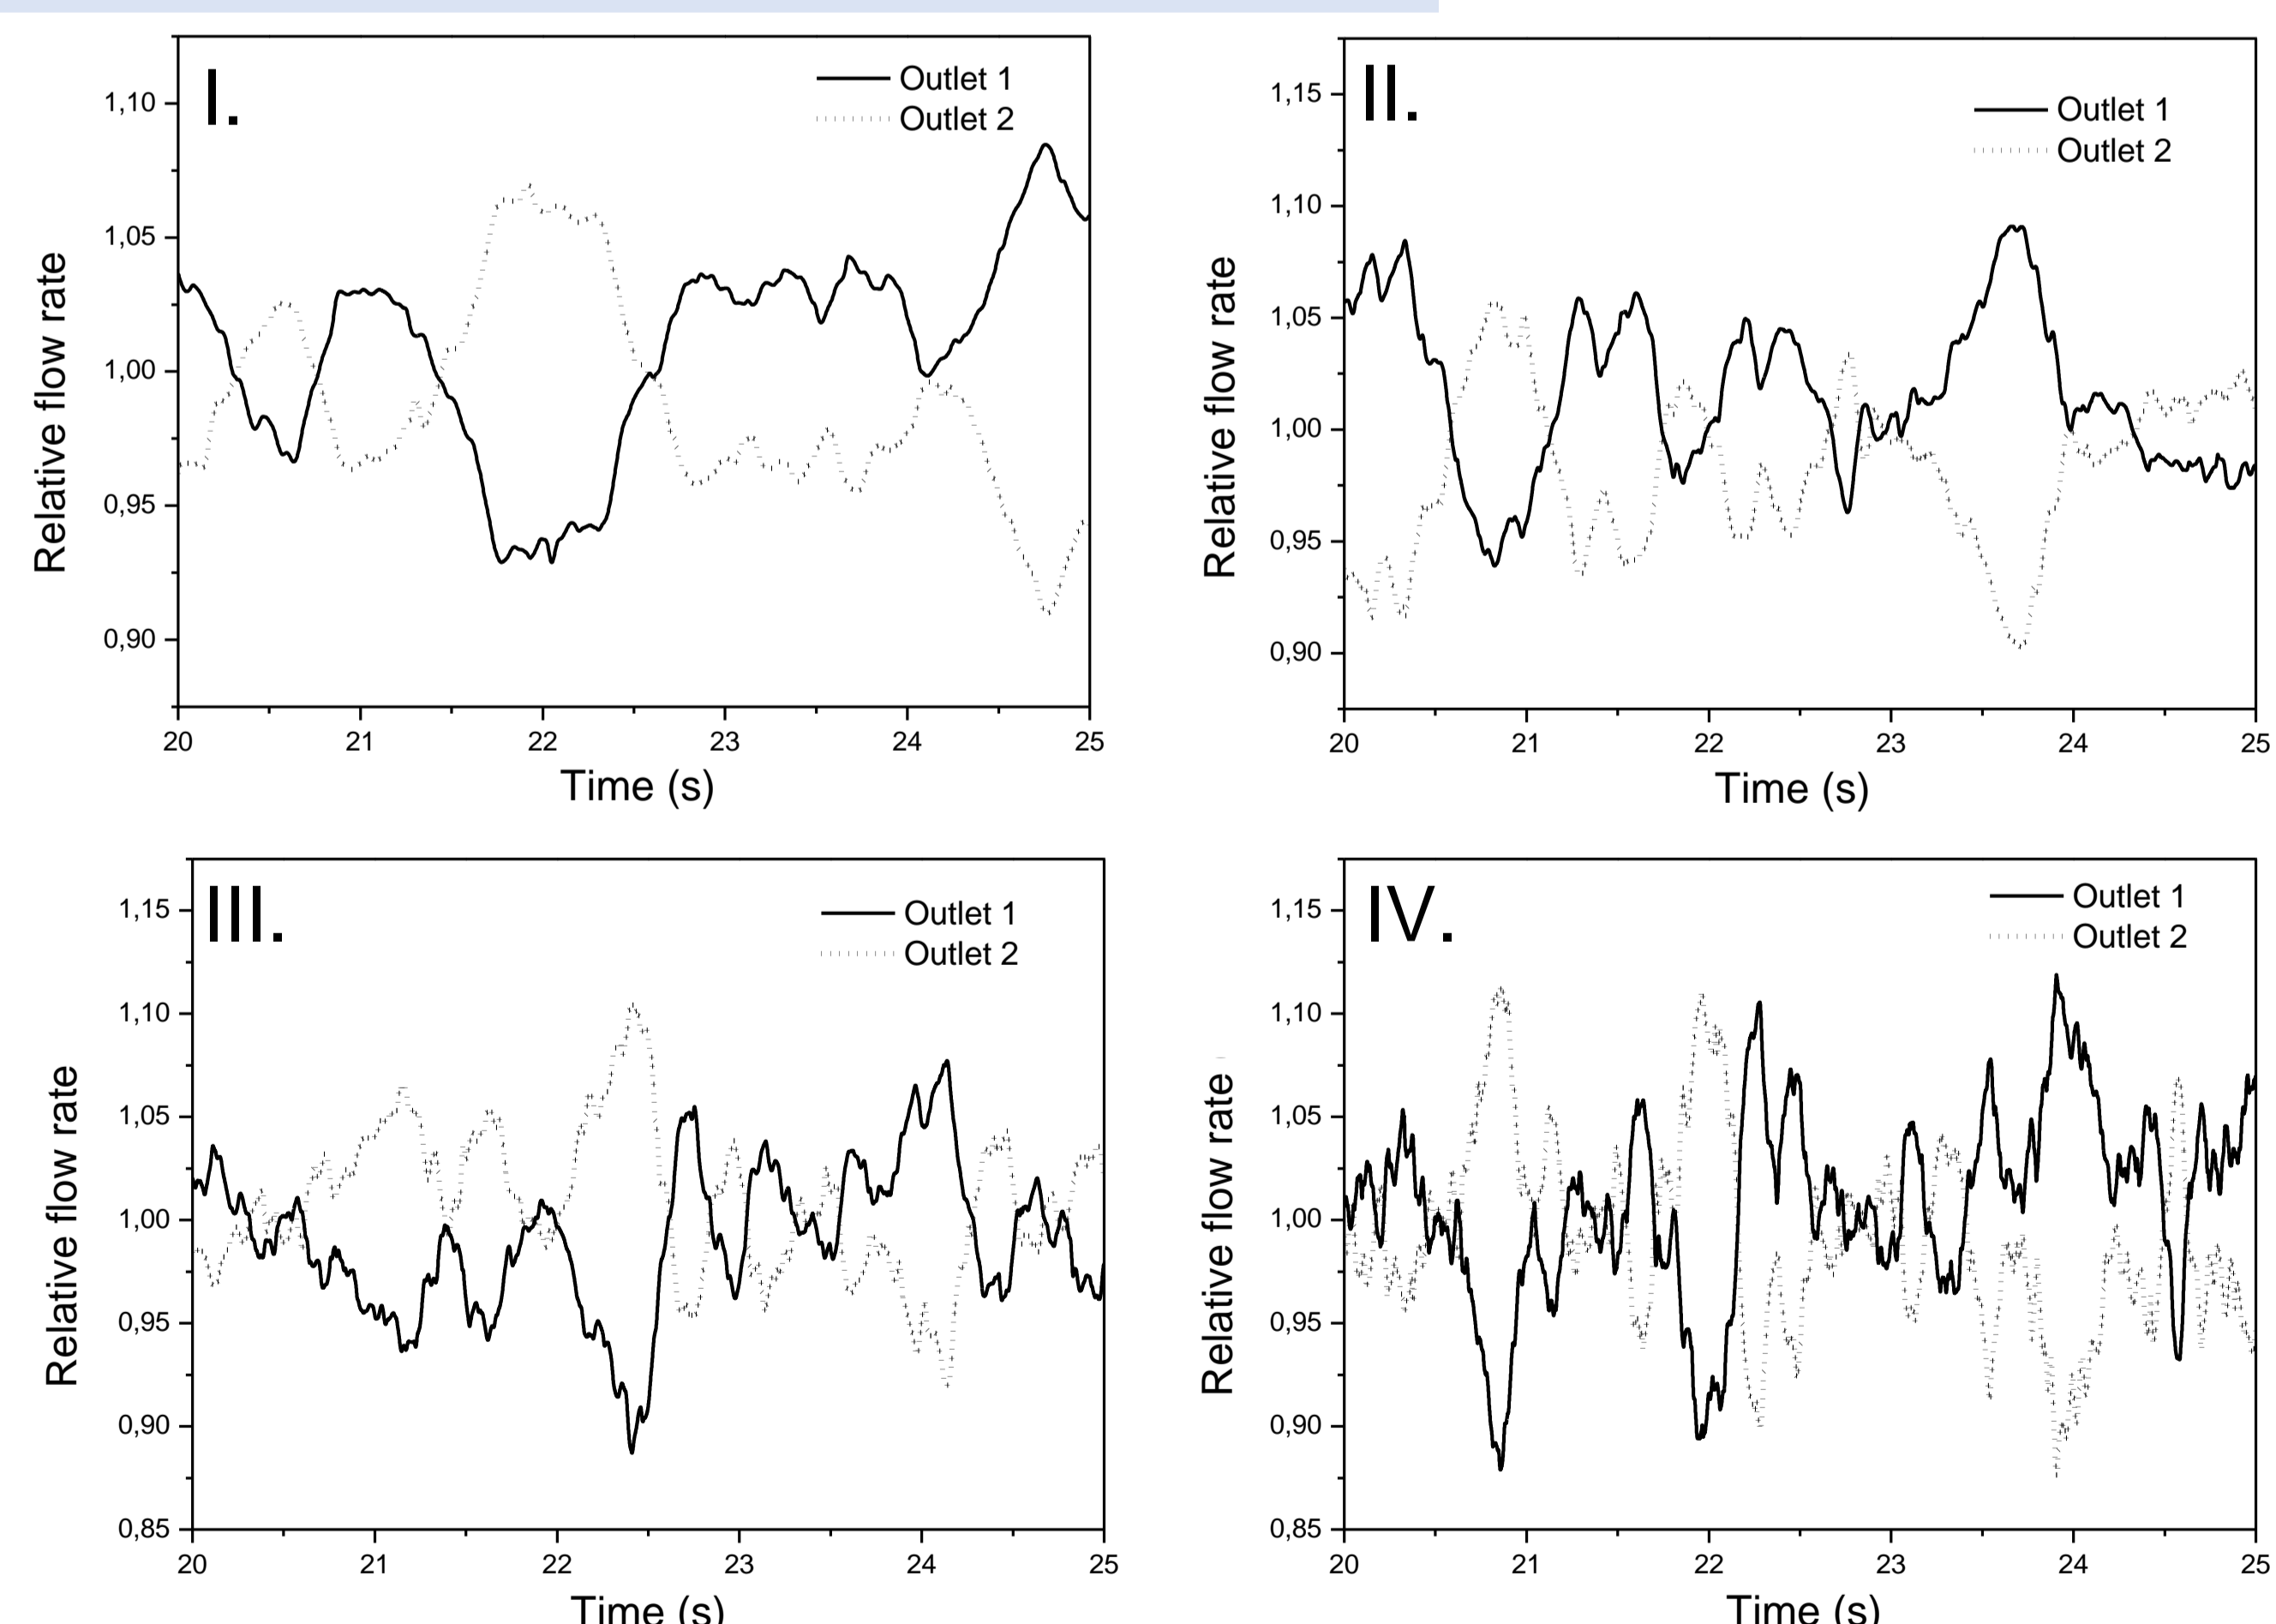 I.
Outlet 1
Outlet 2
1,10
1,05
1,00
0,95
0,90
Relative flow rate
20 21 22 23 24 25
Time (s)
II.
Outlet 1
Outlet 2
1,15
1,10
1,05
1,00
0,95
0,90
Relative flow rate
20 21 22 23 24 25
Time (s)
III.
Outlet 1
Outlet 2
1,15
1,10
1,05
1,00
0,95
0,90
0,85
Relative flow rate
20 21 22 23 24 25
Time (s)
IV.
Outlet 1
Outlet 2
1,15
1,10
1,05
1,00
0,95
0,90
0,85
Relative flow rate
20 21 22 23 24 25
Time (s)